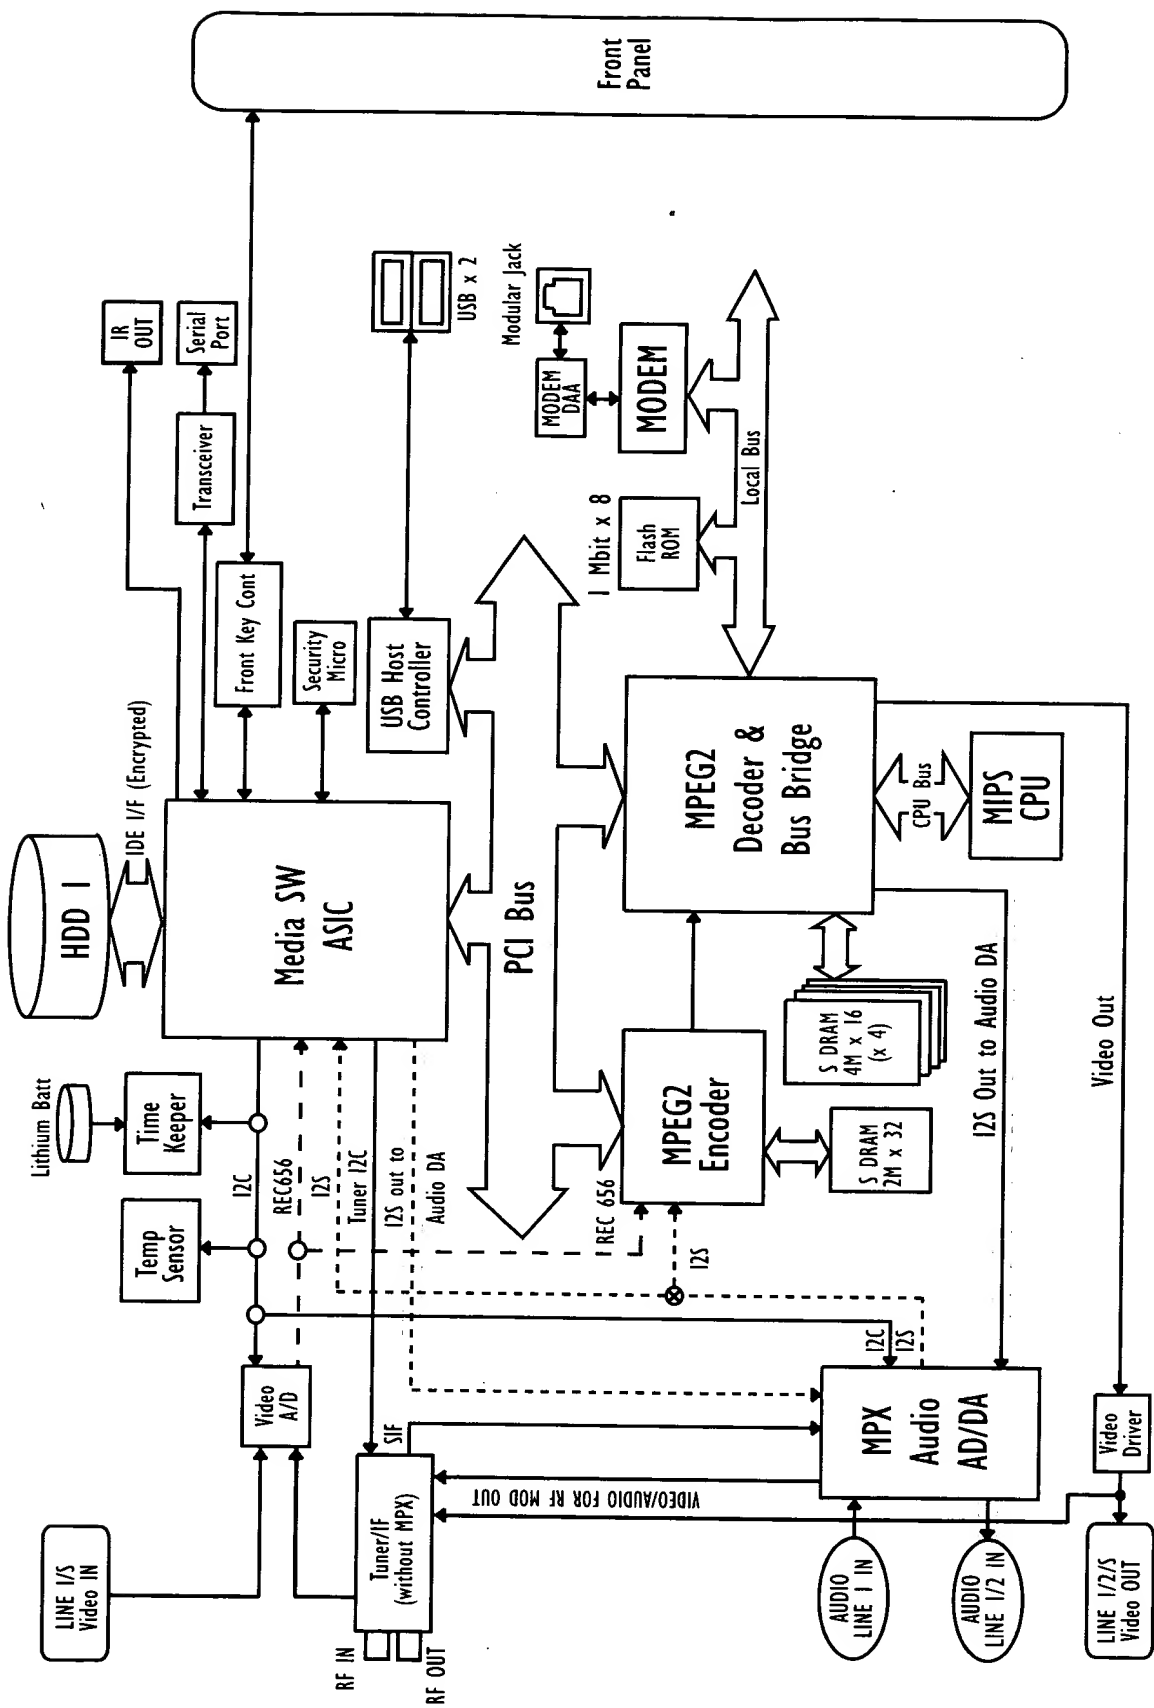 HDD 1
IDE I/F (Encrypted)
IR
OUT
Serial
Port
Transceiver
Front
Panel
Lithium Batt
Time
Keeper
Temp
Sensor
Media SW
ASIC
Front Key Cont
Security
Micro
USB Host
Controller
USB x 2
LINE 1/S
Video IN
Video
A/D
I2C
REC656
I2S
Tuner I2C
I2S out to
Audio DA
RF IN
RF OUT
Tuner/IF
(without MPX)
SIF
VIDEO/AUDIO FOR RF MOD OUT
PCI Bus
REC 656
I2S
MPEG2
Encoder
S DRAM
2M x 32
S DRAM
4M x 16
(x 4)
MPEG2
Decoder &
Bus Bridge
1 Mbit x 8
Flash
ROM
Local Bus
MODEM
MODEM
DAA
Modular Jack
CPU Bus
MIPS
CPU
I2C
I2S
MPX
Audio
AD/DA
AUDIO
LINE 1 IN
AUDIO
LINE 1/2 IN
I2S Out to Audio DA
Video Out
Video
Driver
LINE 1/2/S
Video OUT